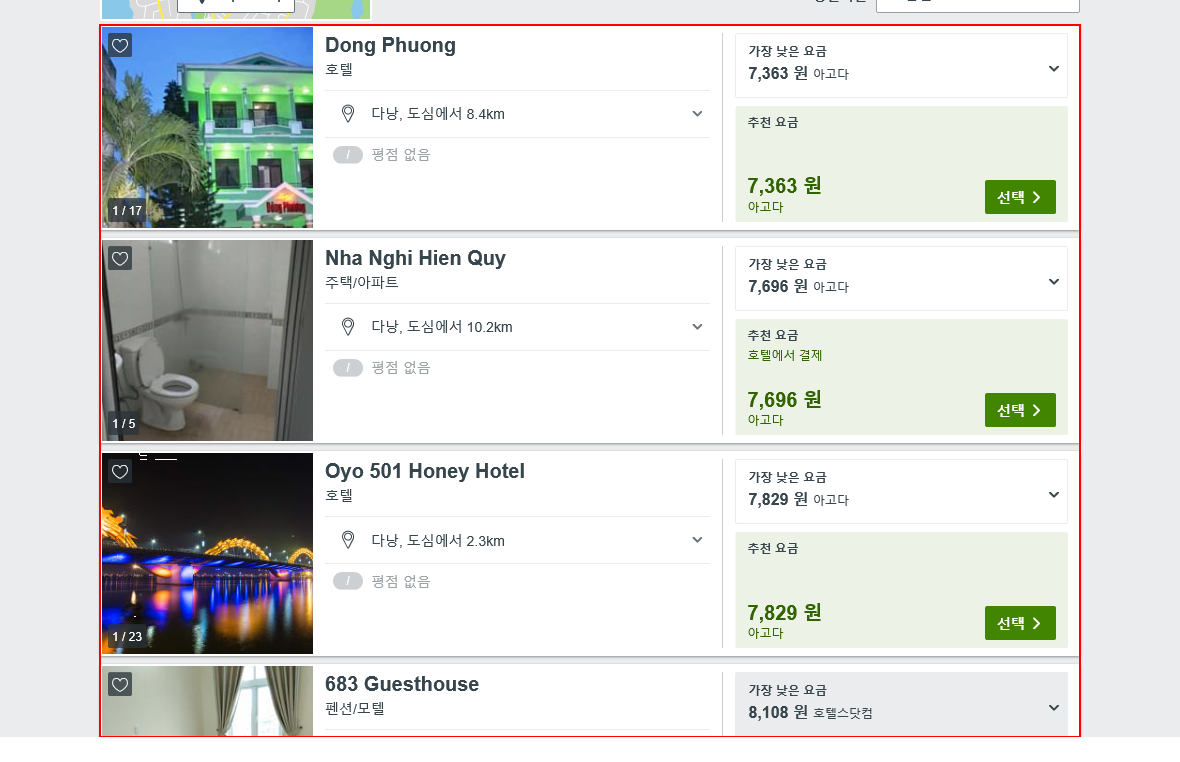 Dong Phuong
호텔
다낭, 도심에서 8.4km
/ 평점 없음
1 / 17
가장 낮은 요금
7,363 원 아고다
추천 요금
7,363 원
아고다
선택
Nha Nghi Hien Quy
주택/아파트
다낭, 도심에서 10.2km
/ 평점 없음
1 / 5
가장 낮은 요금
7,696 원 아고다
추천 요금
호텔에서 결제
7,696 원
아고다
선택
Oyo 501 Honey Hotel
호텔
다낭, 도심에서 2.3km
/ 평점 없음
1 / 23
가장 낮은 요금
7,829 원 아고다
추천 요금
7,829 원
아고다
선택
683 Guesthouse
펜션/모텔
가장 낮은 요금
8,108 원 호텔스닷컴